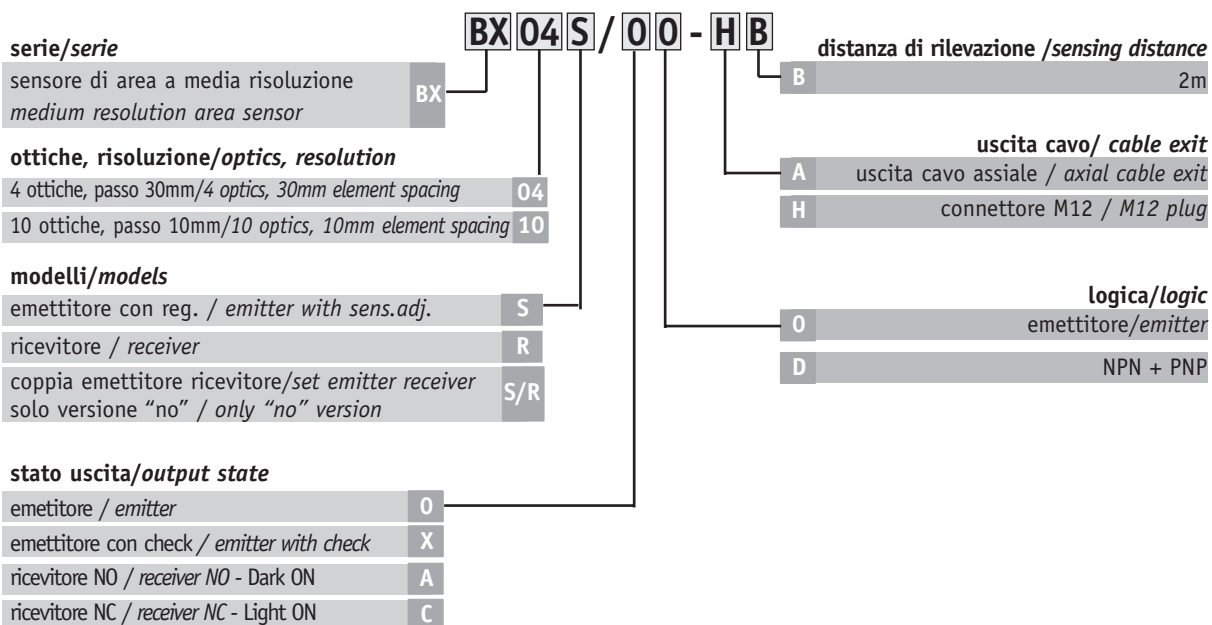 BX04S/00-HB
serie/serie
sensore di area a media risoluzione
medium resolution area sensor
BX
ottiche, risoluzione/optics, resolution
4 ottiche, passo 30mm/4 optics, 30mm element spacing 04
10 ottiche, passo 10mm/10 optics, 10mm element spacing 10
modelli/models
emettitore con reg. / emitter with sens.adj. S
ricevitore / receiver R
coppia emettitore ricevitore/set emitter receiver
solo versione “no” / only “no” version
S/R
stato uscita/output state
emetitore / emitter 0
emettitore con check / emitter with check X
ricevitore NO / receiver NO - Dark ON A
ricevitore NC / receiver NC - Light ON C
distanza di rilevazione /sensing distance
B 2m
uscita cavo/ cable exit
A uscita cavo assiale / axial cable exit
H connettore M12 / M12 plug
logica/logic
0 emettitore/emitter
D NPN + PNP